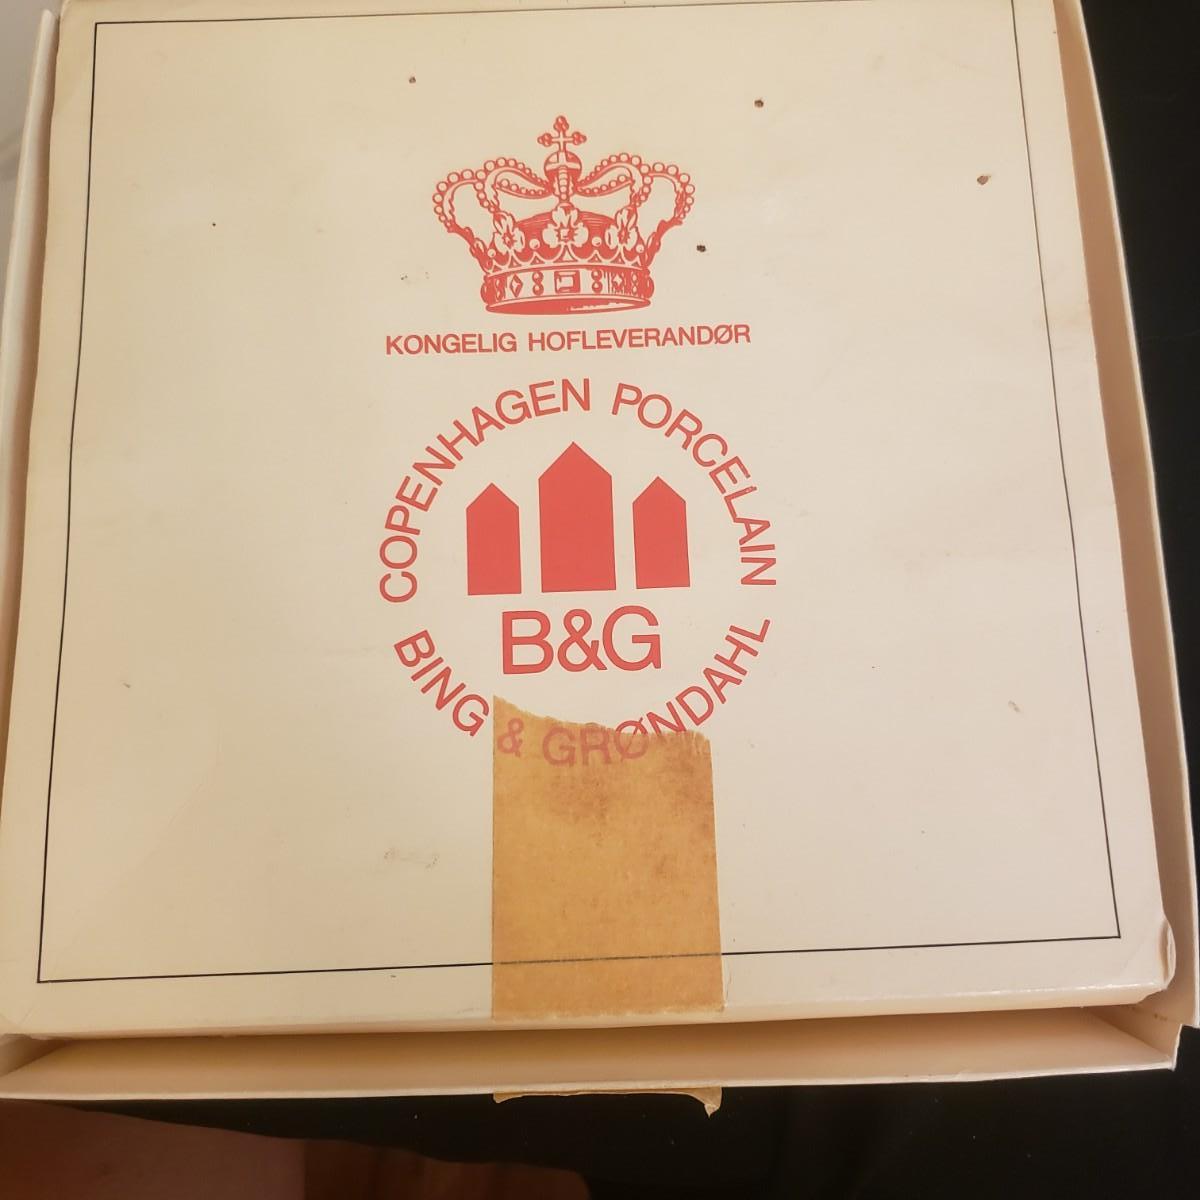 KONGELIG HOFLEVERANDØR
COPENHAGEN PORCELAIN
B&G
BING & GRØNDAHL